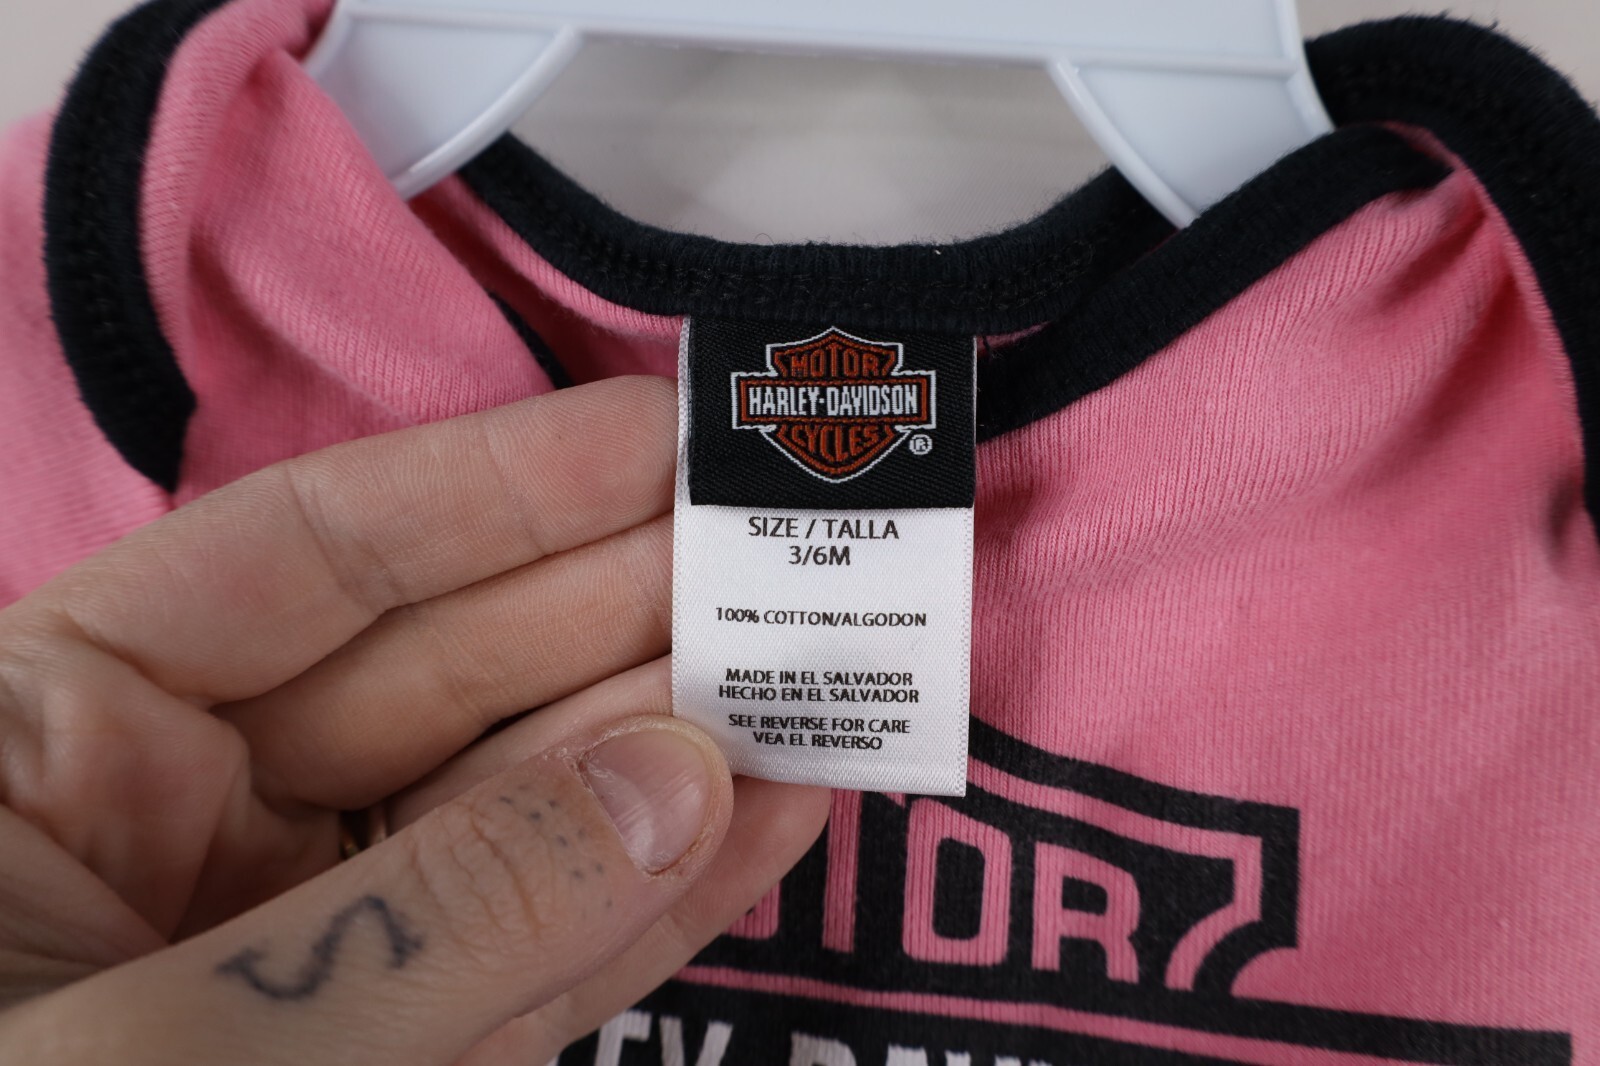 MOTOR
HARLEY-DAVIDSON
CYCLES
®
SIZE / TALLA
3/6M
100% COTTON/ALGODON
MADE IN EL SALVADOR
HECHO EN EL SALVADOR
SEE REVERSE FOR CARE
VEA EL REVERSO
OTOR